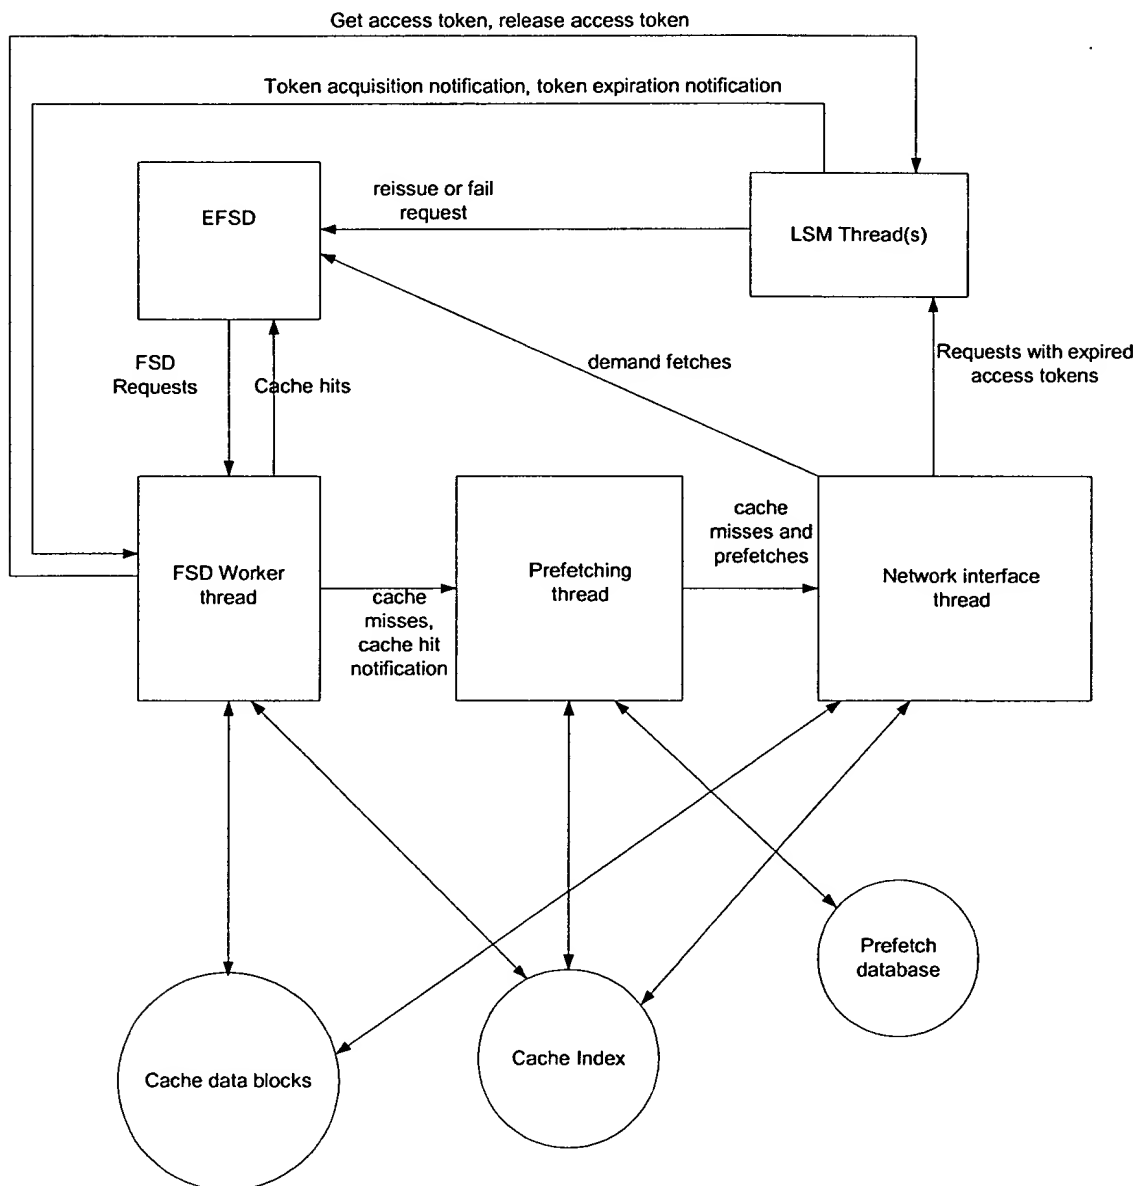 Get access token, release access token
Token acquisition notification, token expiration notification
EFSD
reissue or fail
request
LSM Thread(s)
FSD
Requests
Cache hits
demand fetches
Requests with expired
access tokens
FSD Worker
thread
cache
misses,
cache hit
notification
Prefetching
thread
cache
misses and
prefetches
Network interface
thread
Prefetch
database
Cache data blocks
Cache Index